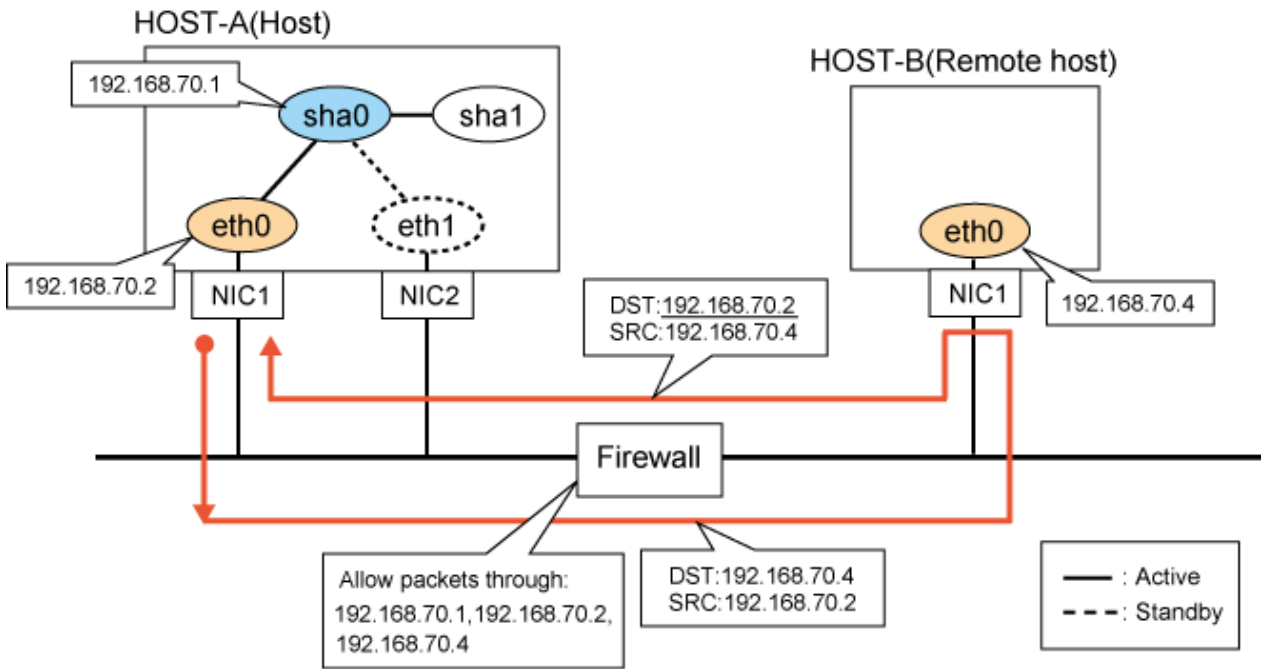 HOST-A(Host)
HOST-B(Remote host)
192.168.70.1
sha0
sha1
eth0
eth1
eth0
192.168.70.2
NIC1
NIC2
NIC1
192.168.70.4
DST:192.168.70.2
SRC:192.168.70.4
Firewall
Allow packets through:
192.168.70.1,192.168.70.2,
192.168.70.4
DST:192.168.70.4
SRC:192.168.70.2
: Active
: Standby